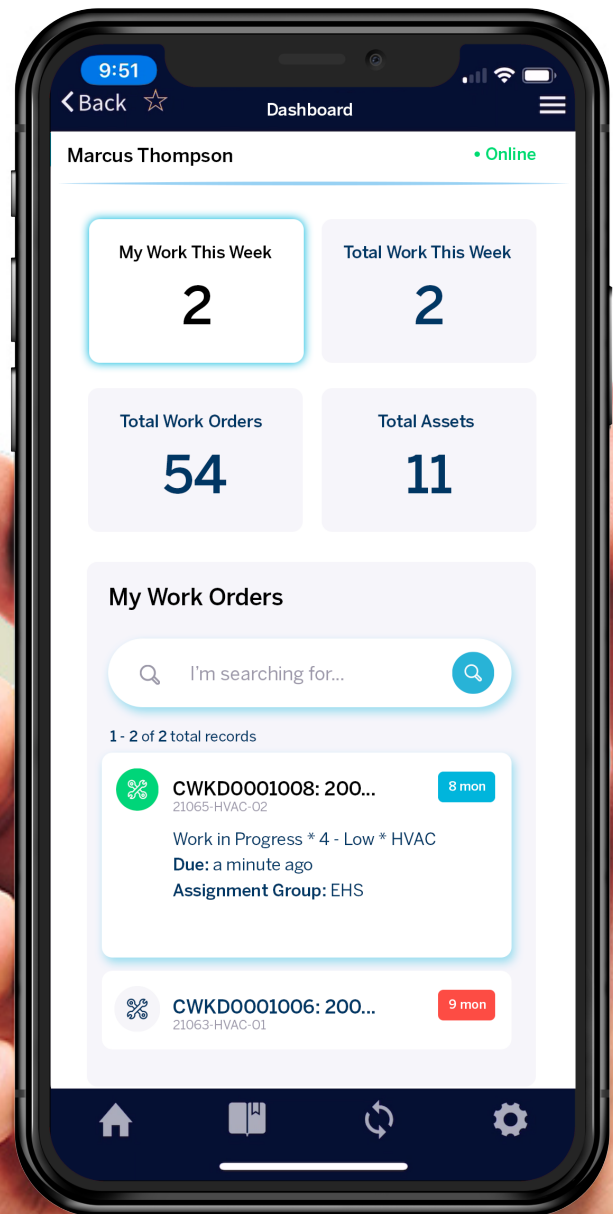 9:51
Back
Dashboard
Marcus Thompson
• Online
My Work This Week
2
Total Work This Week
2
Total Work Orders
54
Total Assets
11
My Work Orders
I'm searching for...
1 - 2 of 2 total records
CWKD0001008: 200...
8 mon
21065-HVAC-02
Work in Progress * 4 - Low * HVAC
Due: a minute ago
Assignment Group: EHS
CWKD0001006: 200...
9 mon
21063-HVAC-01